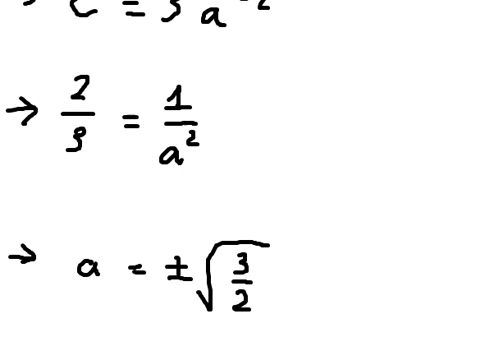 → 2/3 = 1/a²
→ a = ±√(3/2)